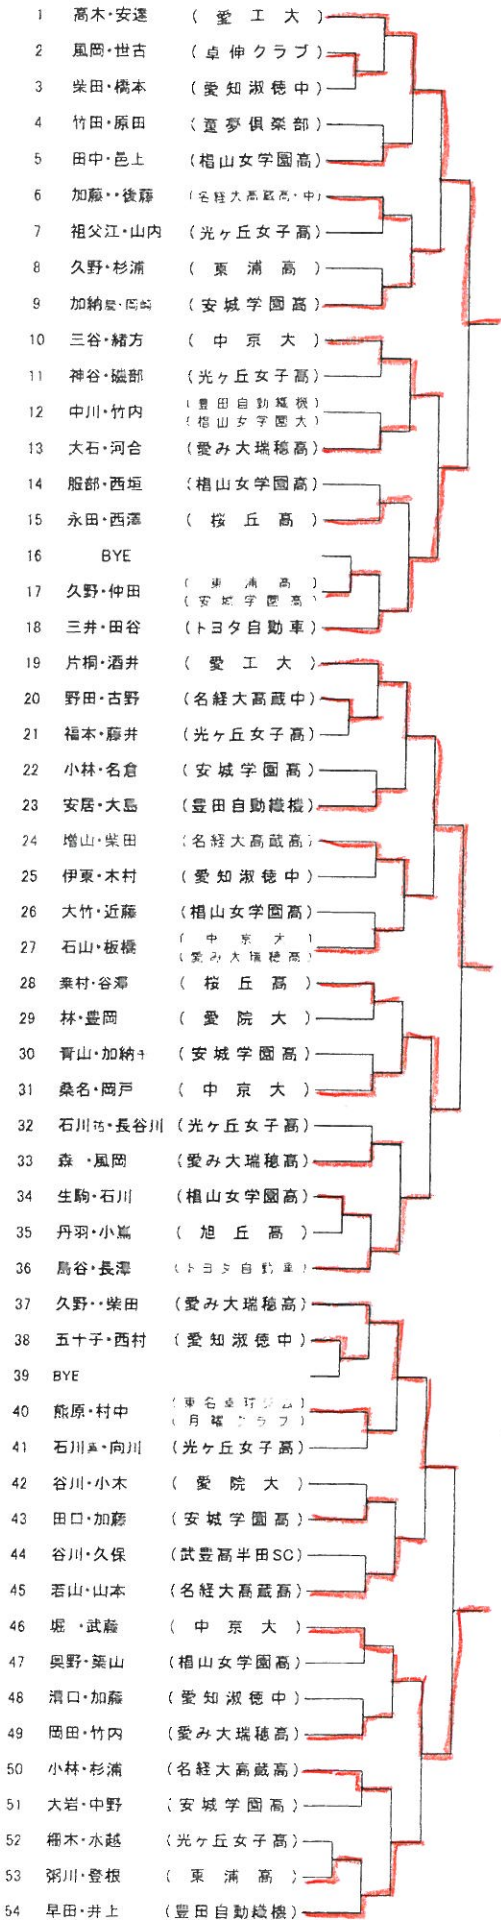 1 高木・安達 (愛工大)
2 風岡・世古 (卓伸クラブ)
3 柴田・橋本 (愛知淑徳中)
4 竹田・原田 (童夢倶楽部)
5 田中・邑上 (椙山女学園高)
6 加藤・・後藤 (名経大高蔵高・中)
7 祖父江・山内 (光ヶ丘女子高)
8 久野・杉浦 (東浦高)
9 加納・岡崎 (安城学園高)
10 三谷・緒方 (中京大)
11 神谷・磯部 (光ヶ丘女子高)
12 中川・竹内 (豊田自動織機)
(椙山女学園大)
13 大石・河合 (愛み大瑞穂高)
14 服部・西垣 (椙山女学園高)
15 永田・西澤 (桜丘高)
16 BYE
17 久野・仲田 (東浦高)
(安城学園高)
18 三井・田谷 (トヨタ自動車)
19 片桐・酒井 (愛工大)
20 野田・古野 (名経大高蔵中)
21 福本・藤井 (光ヶ丘女子高)
22 小林・名倉 (安城学園高)
23 安居・大島 (豊田自動織機)
24 増山・柴田 (名経大高蔵高)
25 伊東・木村 (愛知淑徳中)
26 大竹・近藤 (椙山女学園高)
27 石山・板橋 (中京大)
(愛み大瑞穂高)
28 葉村・谷澤 (桜丘高)
29 林・豊岡 (愛院大)
30 青山・加納千 (安城学園高)
31 桑名・岡戸 (中京大)
32 石川祐・長谷川 (光ヶ丘女子高)
33 森・風岡 (愛み大瑞穂高)
34 生駒・石川 (椙山女学園高)
35 丹羽・小嶌 (旭丘高)
36 鳥谷・長澤 (トヨタ自動車)
37 久野・・柴田 (愛み大瑞穂高)
38 五十子・西村 (愛知淑徳中)
39 BYE
40 熊原・村中 (東名卓球ジム)
(月曜クラブ)
41 石川・向川 (光ヶ丘女子高)
42 谷川・小木 (愛院大)
43 田口・加藤 (安城学園高)
44 谷川・久保 (武豊高半田SC)
45 若山・山本 (名経大高蔵高)
46 堀・武藤 (中京大)
47 奥野・築山 (椙山女学園高)
48 溝口・加藤 (愛知淑徳中)
49 岡田・竹内 (愛み大瑞穂高)
50 小林・杉浦 (名経大高蔵高)
51 大岩・中野 (安城学園高)
52 細木・水越 (光ヶ丘女子高)
53 粥川・登根 (東浦高)
54 早田・井上 (豊田自動織機)